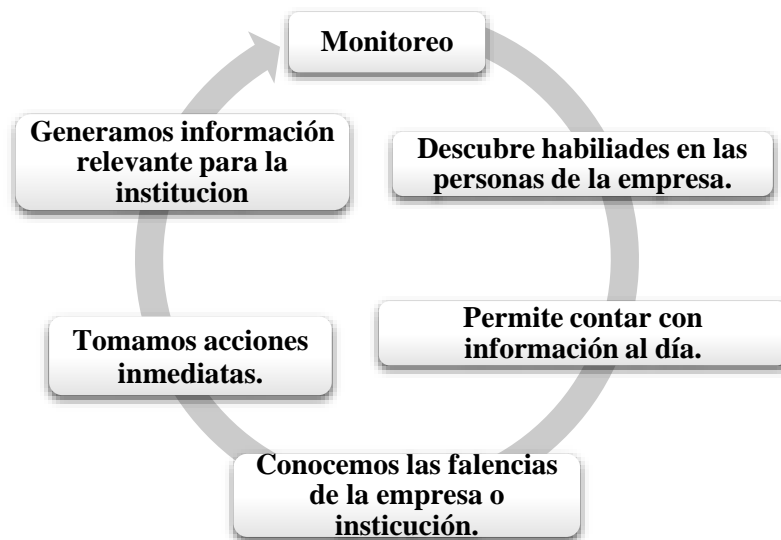 Monitoreo
Descubre habiliades en las
personas de la empresa.
Permite contar con
información al día.
Conocemos las falencias
de la empresa o
insticución.
Tomamos acciones
inmediatas.
Generamos información
relevante para la
institucion